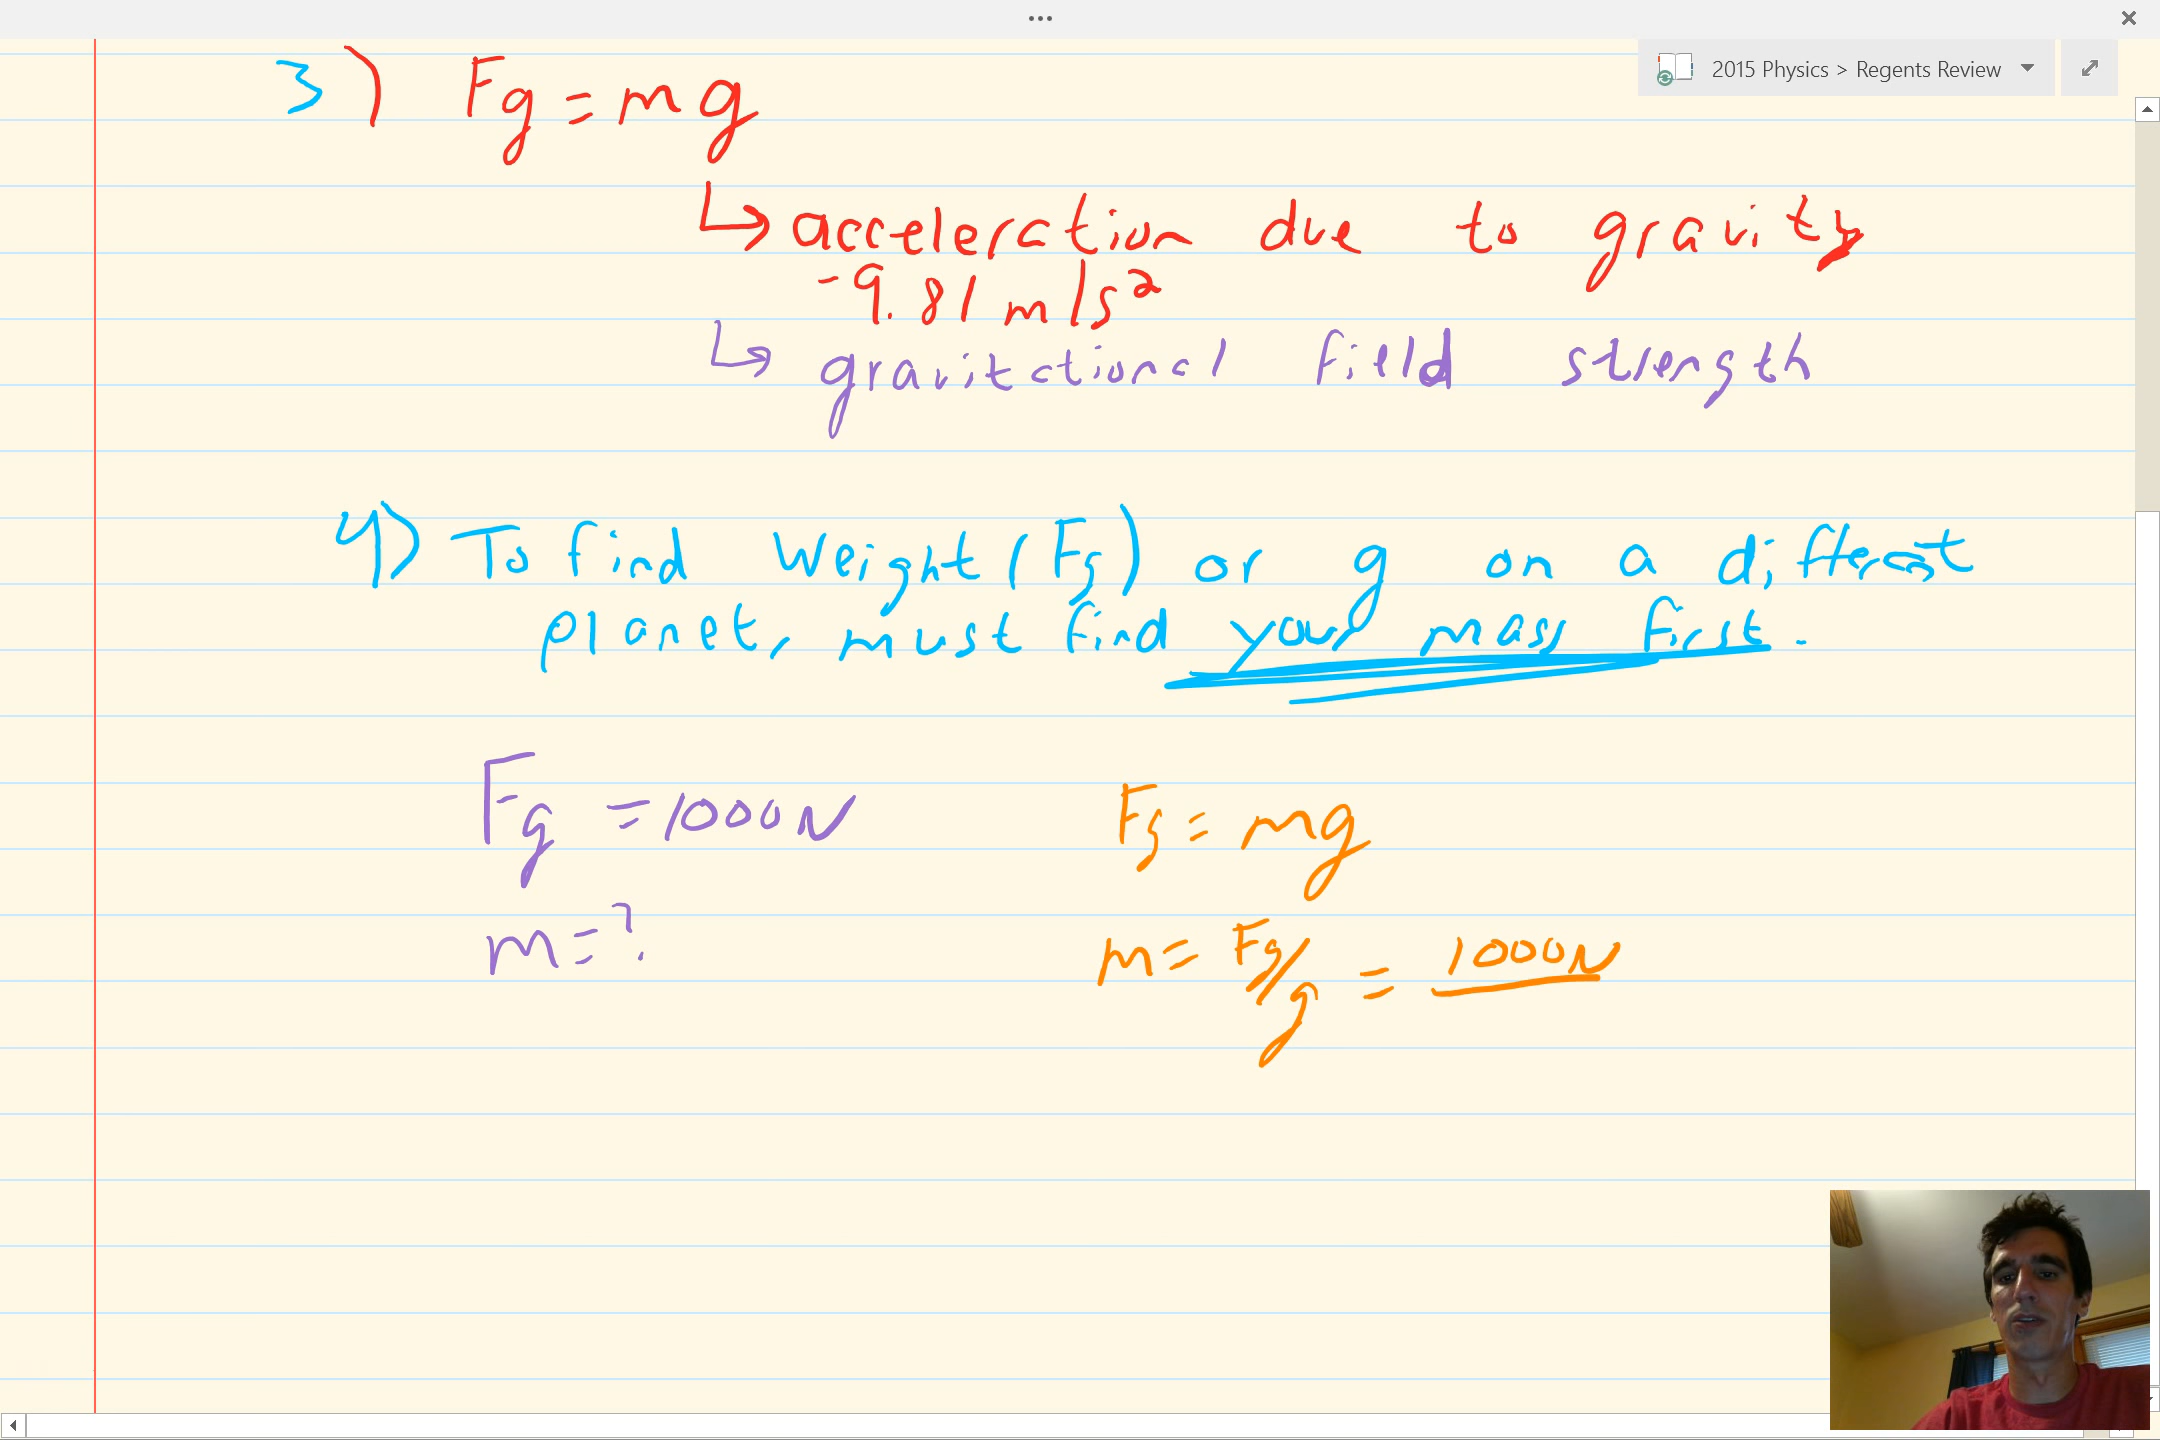 2015 Physics > Regents Review
3) Fg = mg
↳ acceleration due to gravity
-9.81 m/s²
↳ gravitational field strength
4) To find Weight (Fg) or g on a different
planet, must find your mass first.
Fg = 1000N
m = ?
Fg = mg
m = Fg/g = 1000N